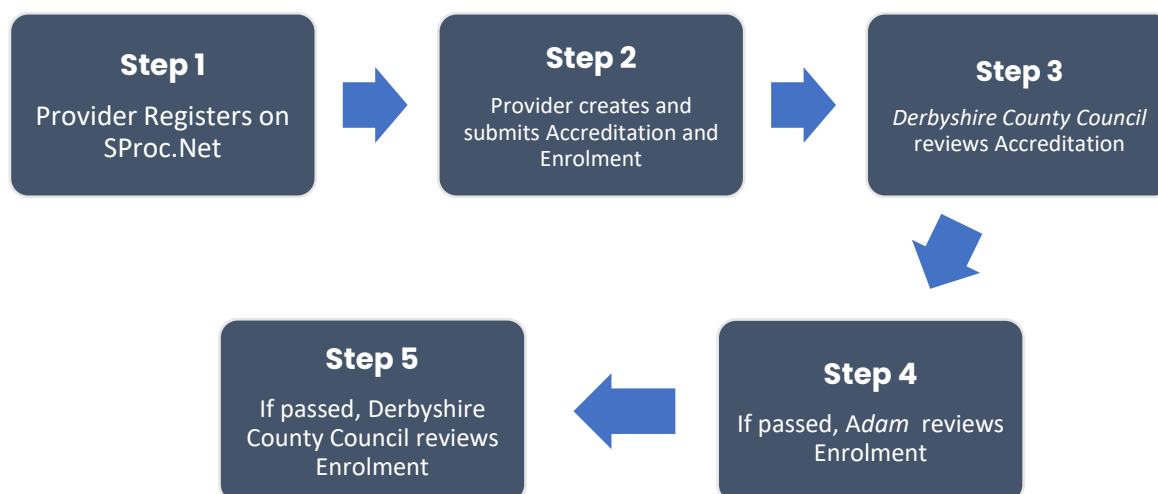 Step 1
Provider Registers on
SProc.Net
Step 2
Provider creates and
submits Accreditation and
Enrolment
Step 3
Derbyshire County Council
reviews Accreditation
Step 4
If passed, Adam reviews
Enrolment
Step 5
If passed, Derbyshire
County Council reviews
Enrolment